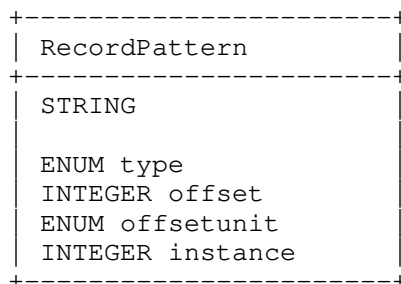 RecordPattern
STRING
ENUM type
INTEGER offset
ENUM offsetunit
INTEGER instance